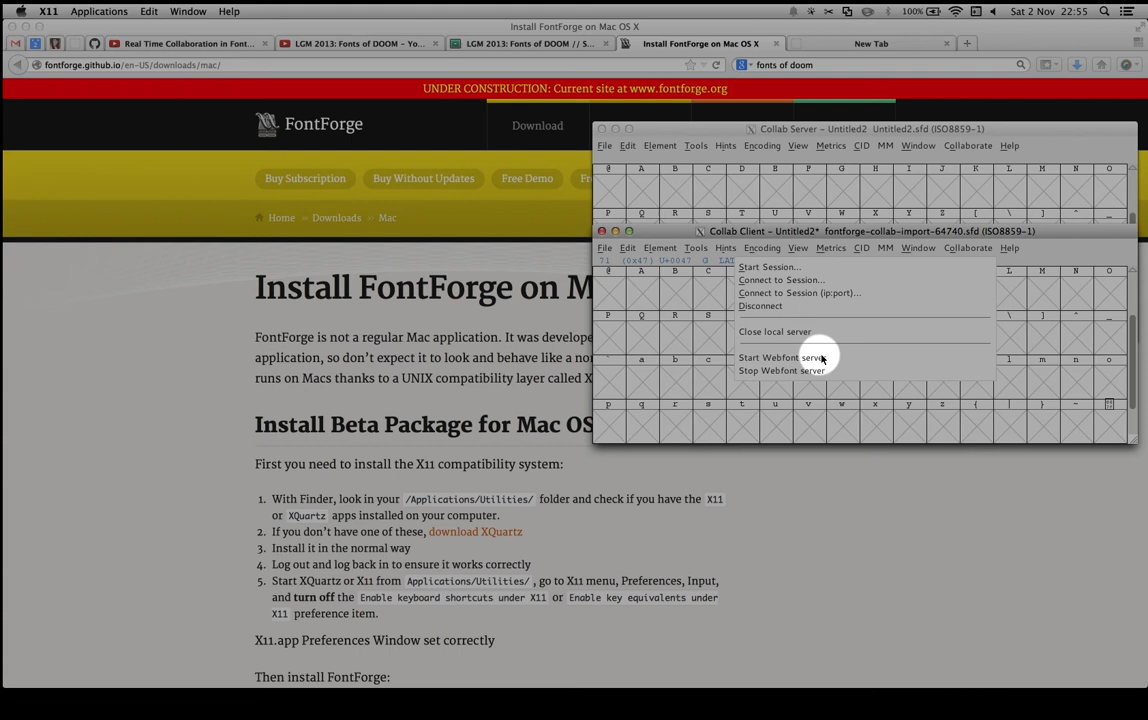 X11 Applications Edit Window Help 100% Sat 2 Nov 22:55
Install FontForge on Mac OS X
Real Time Collaboration in Font... × LGM 2013: Fonts of DOOM – Yo... × LGM 2013: Fonts of DOOM // S... × Install FontForge on Mac OS X × New Tab × +
fontforge.github.io/en-US/downloads/mac/ fonts of doom
UNDER CONSTRUCTION: Current site at www.fontforge.org
FontForge Download
Buy Subscription Buy Without Updates Free Demo
Home » Downloads » Mac
Collab Server – Untitled2 Untitled2.sfd (ISO8859-1)
File Edit Element Tools Hints Encoding View Metrics CID MM Window Collaborate Help
@ A B C D E F G H I J K L M N O
P Q R S T U V W X Y Z [ \ ] ^ _
Collab Client – Untitled2* fontforge-collab-import-64740.sfd (ISO8859-1)
File Edit Element Tools Hints Encoding View Metrics CID MM Window Collaborate Help
71 (0x47) U+0047 G LAT
@ A B C L M N O
P Q R S \ ] ^ _
` a b c l m n o
p q r s t u v w x y z { | } ~
Start Session...
Connect to Session...
Connect to Session (ip:port)...
Disconnect
Close local server
Start Webfont server
Stop Webfont server
Install FontForge on M
FontForge is not a regular Mac application. It was develope
application, so don't expect it to look and behave like a no
runs on Macs thanks to a UNIX compatibility layer called X
Install Beta Package for Mac OS
First you need to install the X11 compatibility system:
1. With Finder, look in your /Applications/Utilities/ folder and check if you have the X11
or XQuartz apps installed on your computer.
2. If you don't have one of these, download XQuartz
3. Install it in the normal way
4. Log out and log back in to ensure it works correctly
5. Start XQuartz or X11 from Applications/Utilities/ , go to X11 menu, Preferences, Input,
and turn off the Enable keyboard shortcuts under X11 or Enable key equivalents under
X11 preference item.
X11.app Preferences Window set correctly
Then install FontForge: